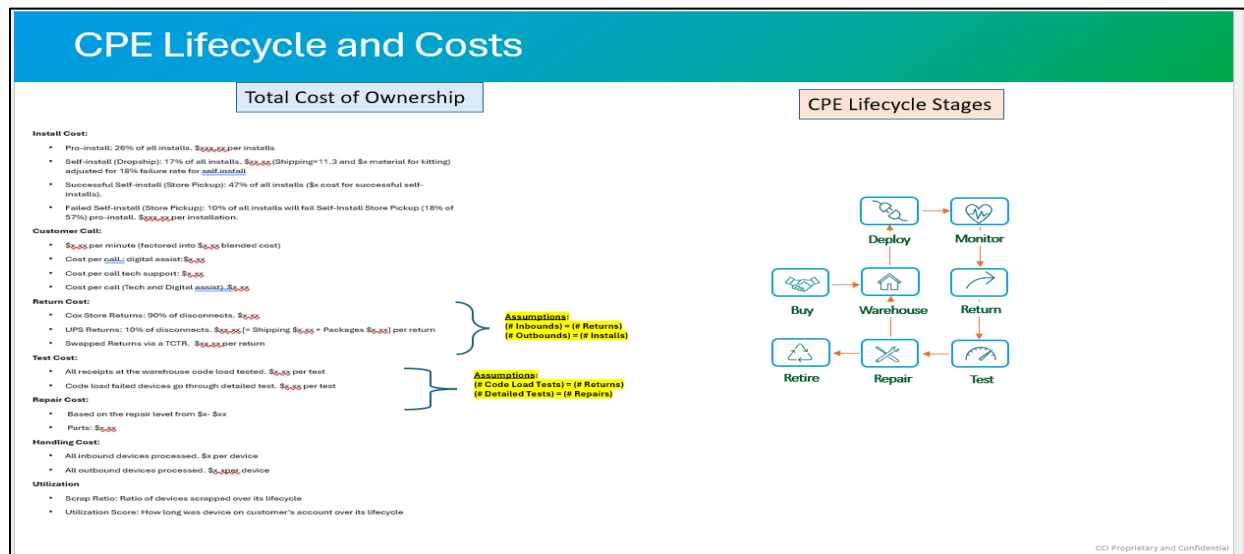 CPE Lifecycle and Costs
Total Cost of Ownership
Install Cost:
• Pro-install: 26% of all installs. $xxx.xx per installs
• Self-install (Dropship): 17% of all installs. $xx.xx (Shipping=11.3 and $x material for kitting)
adjusted for 18% failure rate for self.install
• Successful Self-install (Store Pickup): 47% of all installs ($x cost for successful self-
installs).
• Failed Self-install (Store Pickup): 10% of all installs will fail Self-Install Store Pickup (18% of
57%) pro-install. $xxx.xx per installation.
Customer Call:
• $x.xx per minute (factored into $x.xx blended cost)
• Cost per call.: digital assist:$x.xx
• Cost per call tech support: $x.xx
• Cost per call (Tech and Digital assist). $x.xx
Return Cost:
• Cox Store Returns: 90% of disconnects. $x.xx
• UPS Returns: 10% of disconnects. $xx.xx [= Shipping $x.xx + Packages $x.xx] per return
• Swapped Returns via a TCTR. $xx.xx per return
Test Cost:
• All receipts at the warehouse code load tested. $x.xx per test
• Code load failed devices go through detailed test. $x.xx per test
Repair Cost:
• Based on the repair level from $x- $xx
• Parts: $x.xx
Handling Cost:
• All inbound devices processed. $x per device
• All outbound devices processed. $x.xper device
Utilization
• Scrap Ratio: Ratio of devices scrapped over its lifecycle
• Utilization Score: How long was device on customer's account over its lifecycle
Assumptions:
(# Inbounds) = (# Returns)
(# Outbounds) = (# Installs)
Assumptions:
(# Code Load Tests) = (# Returns)
(# Detailed Tests) = (# Repairs)
CPE Lifecycle Stages
Deploy
Monitor
Buy
Warehouse
Return
Retire
Repair
Test
CCI Proprietary and Confidential